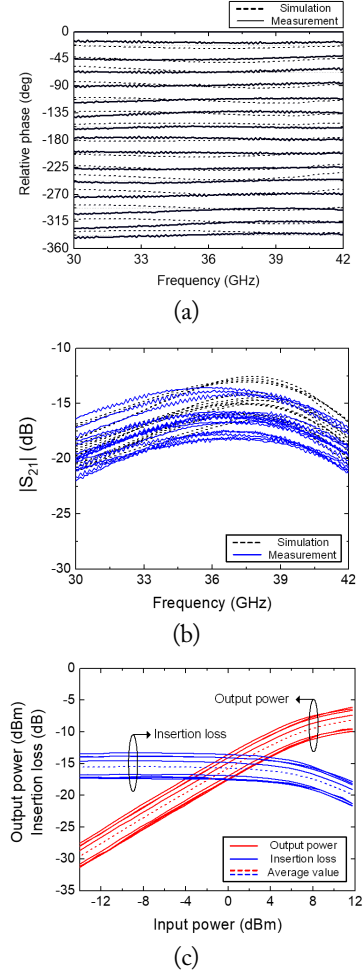 Simulation
Measurement
0
-45
-90
-135
-180
-225
-270
-315
-360
Relative phase (deg)
30 33 36 39 42
Frequency (GHz)
(a)
-10
-15
-20
-25
-30
|S21| (dB)
Simulation
Measurement
30 33 36 39 42
Frequency (GHz)
(b)
0
-5
-10
-15
-20
-25
-30
-35
Output power (dBm)
Insertion loss (dB)
Output power
Insertion loss
Output power
Insertion loss
Average value
-12 -8 -4 0 4 8 12
Input power (dBm)
(c)